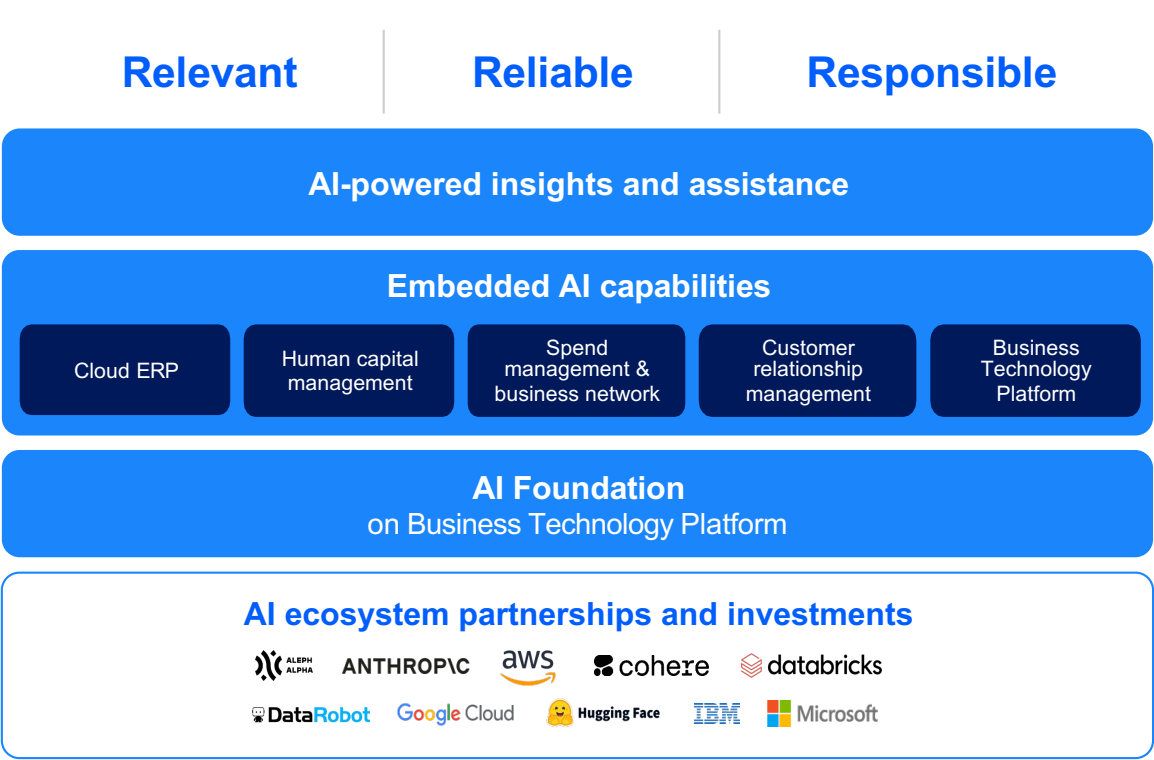 Relevant
Reliable
Responsible
AI-powered insights and assistance
Embedded AI capabilities
Cloud ERP
Human capital
management
Spend
management &
business network
Customer
relationship
management
Business
Technology
Platform
AI Foundation
on Business Technology Platform
AI ecosystem partnerships and investments
ALEPH
ALPHA
ANTHROP\C
aws
cohere
databricks
DataRobot
Google Cloud
Hugging Face
IBM
Microsoft